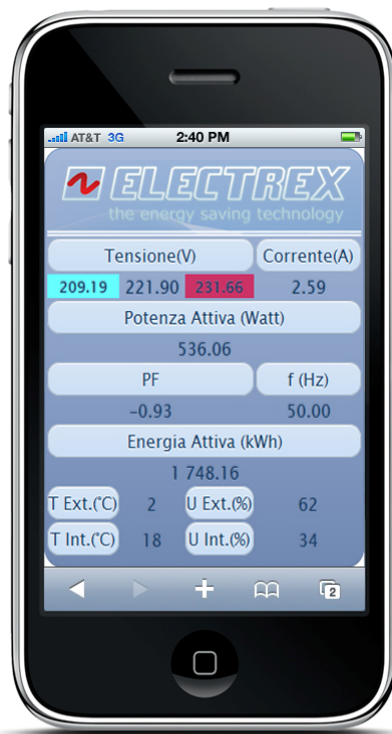 AT&T 3G 2:40 PM
ELECTREX
the energy saving technology
Tensione(V) Corrente(A)
209.19 221.90 231.66 2.59
Potenza Attiva (Watt)
536.06
PF f (Hz)
-0.93 50.00
Energia Attiva (kWh)
1 748.16
T Ext.(°C) 2 U Ext.(%) 62
T Int.(°C) 18 U Int.(%) 34
2